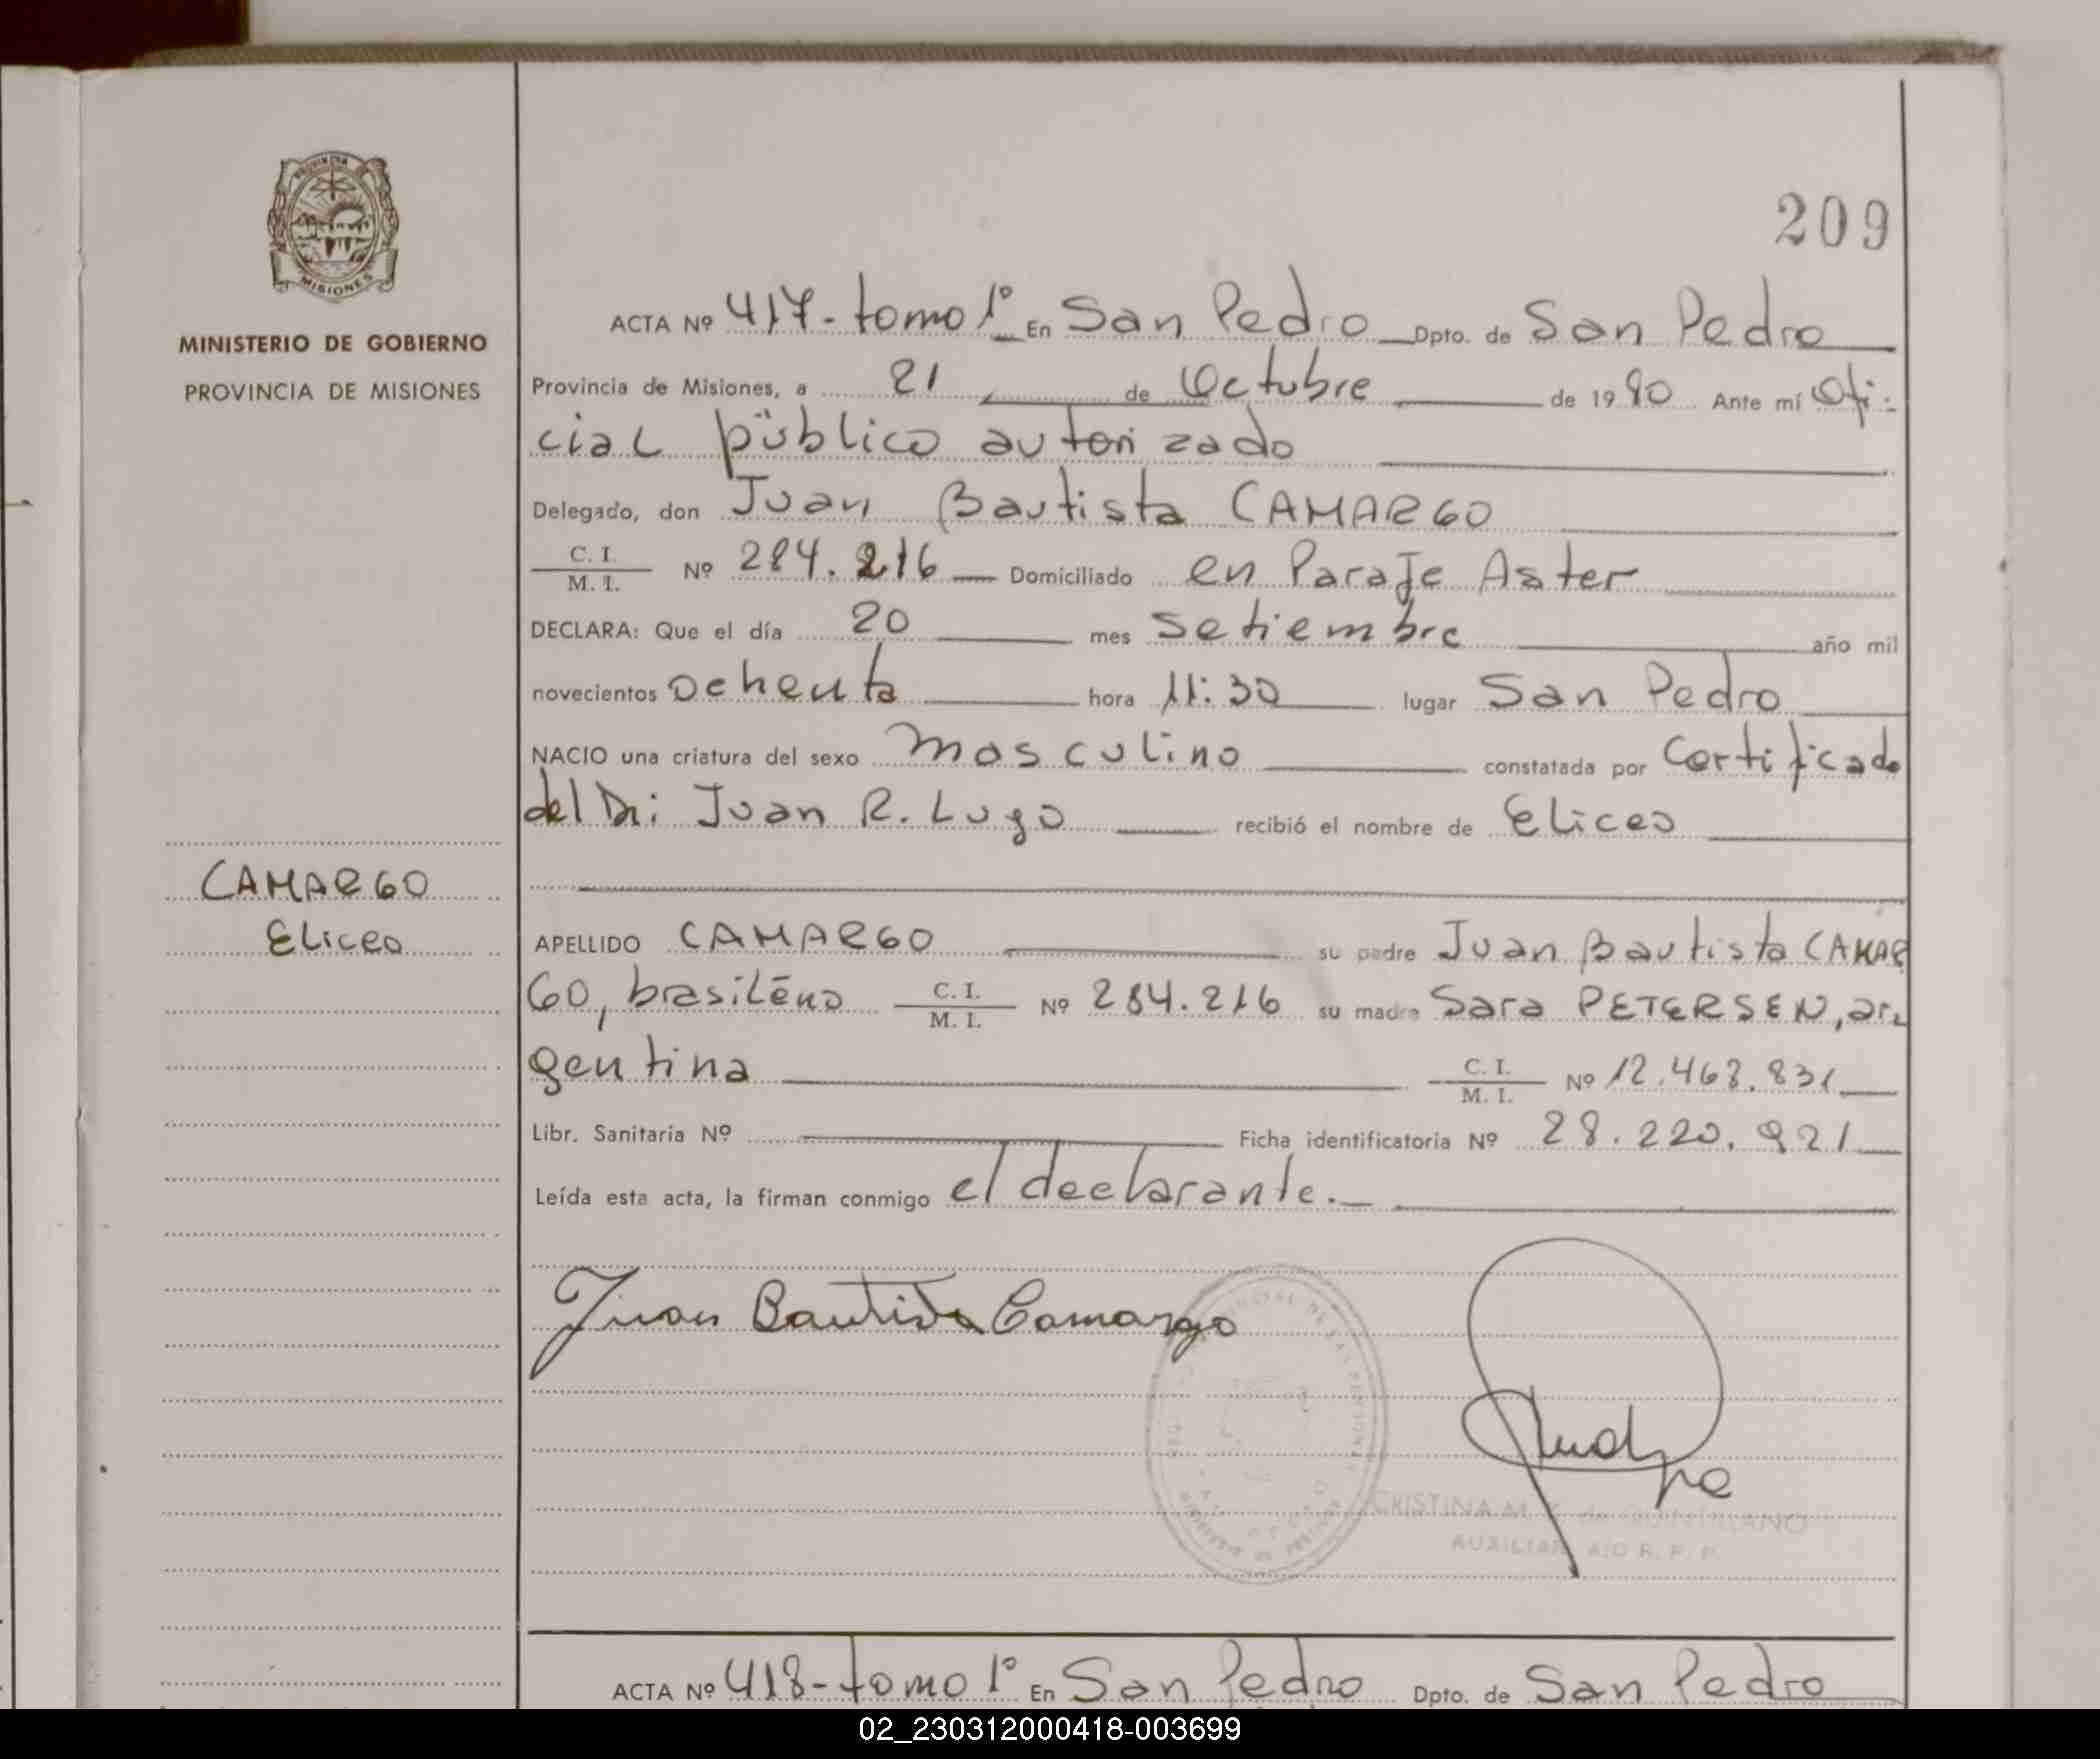 PROVINCIA DE
MISIONES
MINISTERIO DE GOBIERNO
PROVINCIA DE MISIONES
209
ACTA Nº 417-tomo 1º En San Pedro Dpto. de San Pedro
Provincia de Misiones, a 21 de Octubre de 1980 Ante mí Ofi-
cial público autorizado
Delegado, don Juan Bautista CAMARGO
C. I.
M. I. Nº 284.216 Domiciliado en Paraje Aster
DECLARA: Que el día 20 mes Setiembre año mil
novecientos ochenta hora 11:30 lugar San Pedro
NACIO una criatura del sexo masculino constatada por Certificado
del Dr: Juan R. Lugo recibió el nombre de Eliceo
CAMARGO
Eliceo
APELLIDO CAMARGO su padre Juan Bautista CAMAR
GO, brasileño C. I.
M. I. Nº 284.216 su madre Sara PETERSEN, ar-
gentina C. I.
M. I. Nº 12.468.831
Libr. Sanitaria Nº Ficha identificatoria Nº 28.220.921
Leída esta acta, la firman conmigo el declarante.
Juan Bautista Camargo
CRISTINA M. de QUINTILIANO
AUXILIAR
ACTA Nº 418-tomo 1º En San Pedro Dpto. de San Pedro
02_230312000418-003699